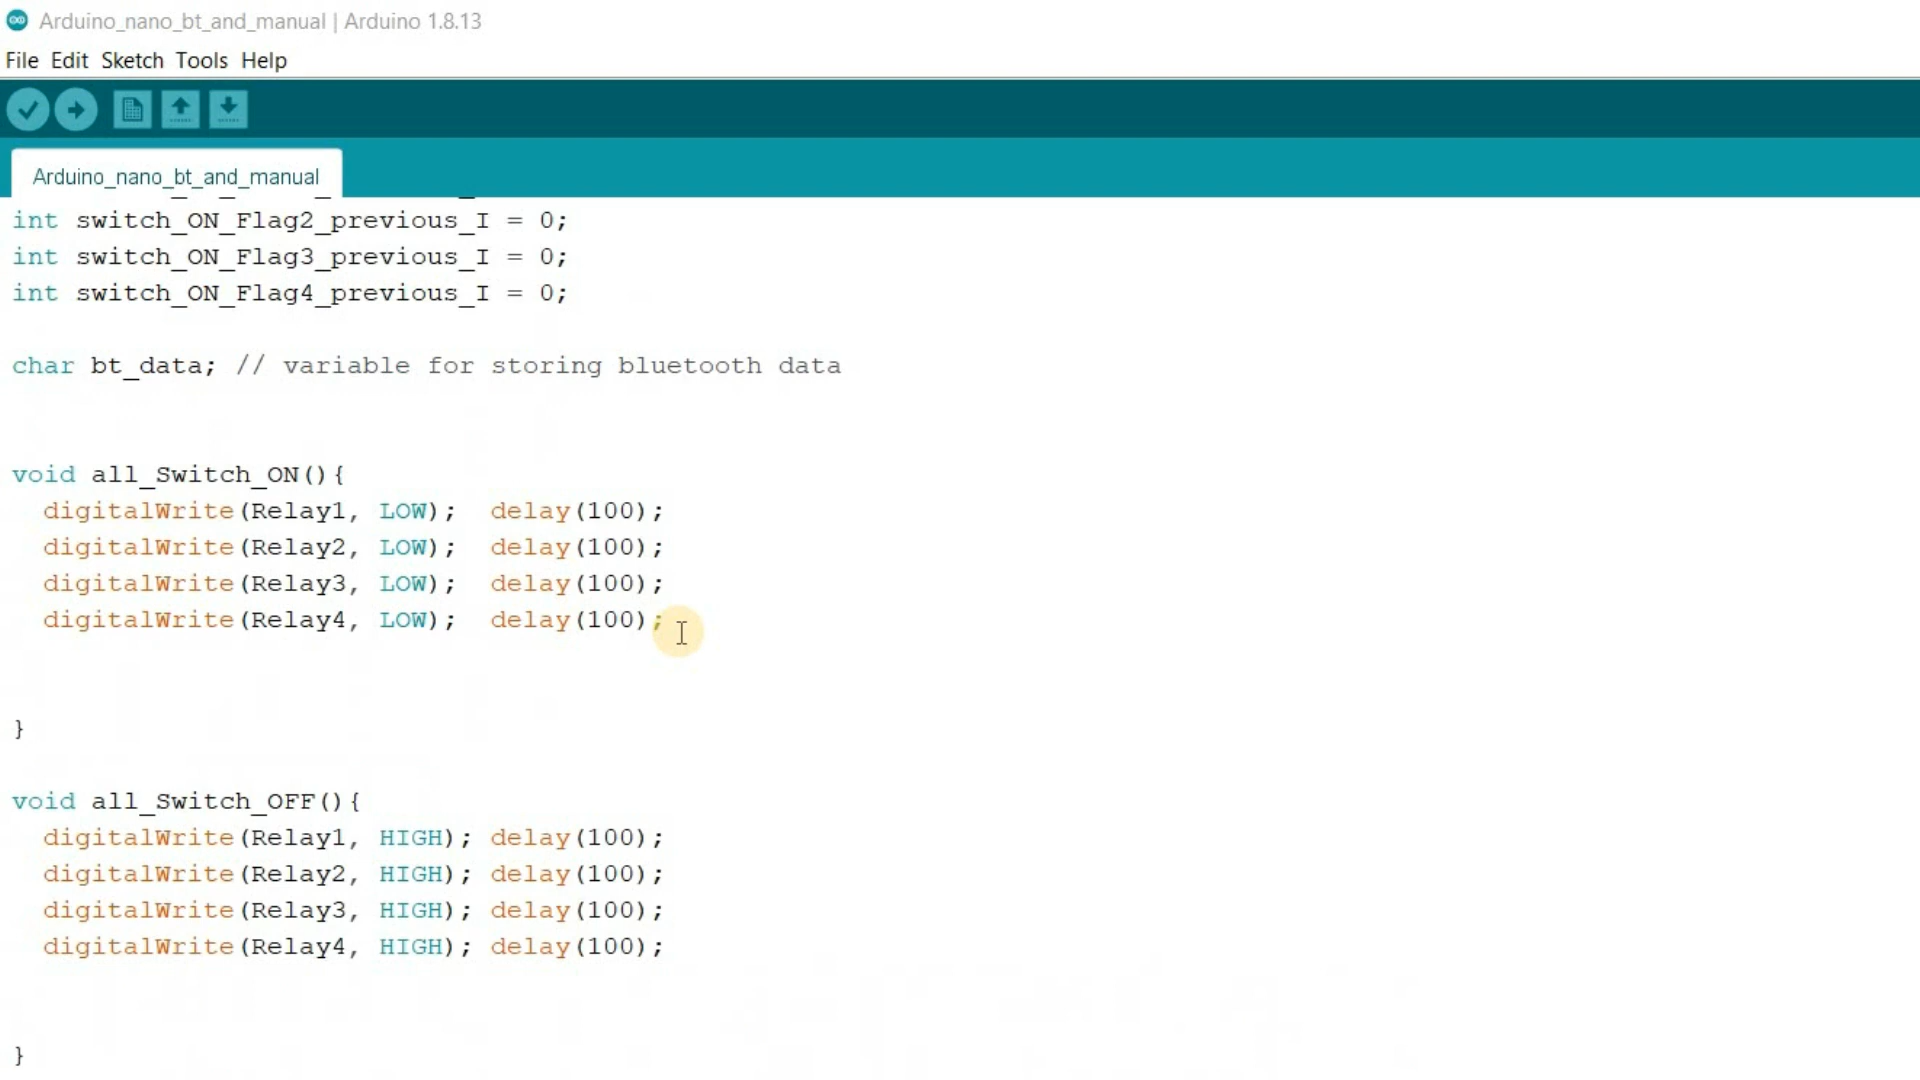 Arduino_nano_bt_and_manual | Arduino 1.8.13
File Edit Sketch Tools Help
Arduino_nano_bt_and_manual
int switch_ON_Flag2_previous_I = 0;
int switch_ON_Flag3_previous_I = 0;
int switch_ON_Flag4_previous_I = 0;
char bt_data; // variable for storing bluetooth data
void all_Switch_ON(){
digitalWrite(Relay1, LOW);  delay(100);
digitalWrite(Relay2, LOW);  delay(100);
digitalWrite(Relay3, LOW);  delay(100);
digitalWrite(Relay4, LOW);  delay(100);
}
void all_Switch_OFF(){
digitalWrite(Relay1, HIGH); delay(100);
digitalWrite(Relay2, HIGH); delay(100);
digitalWrite(Relay3, HIGH); delay(100);
digitalWrite(Relay4, HIGH); delay(100);
}